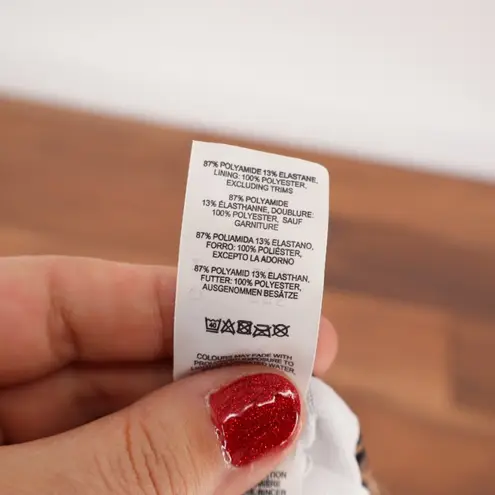 87% POLYAMIDE 13% ELASTANE,
LINING: 100% POLYESTER,
EXCLUDING TRIMS
87% POLYAMIDE
13% ÉLASTHANNE, DOUBLURE:
100% POLYESTER, SAUF
GARNITURE
87% POLIAMIDA 13% ELASTANO,
FORRO: 100% POLIÉSTER,
EXCEPTO LA ADORNO
87% POLYAMID 13% ELASTHAN,
FUTTER: 100% POLYESTER,
AUSGENOMMEN BESÄTZE
COLOURS MAY FADE WITH
WATER,